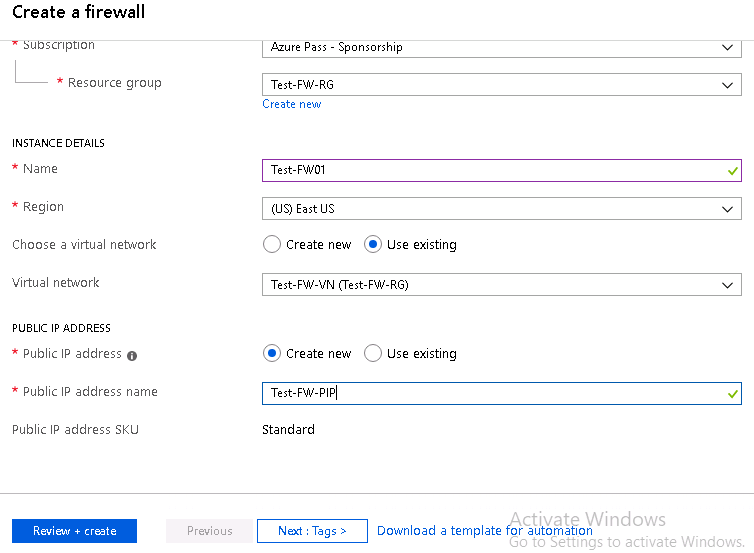 Create a firewall
* Subscription
Azure Pass - Sponsorship
* Resource group
Test-FW-RG
Create new
INSTANCE DETAILS
* Name
Test-FW01
* Region
(US) East US
Choose a virtual network
Create new
Use existing
Virtual network
Test-FW-VN (Test-FW-RG)
PUBLIC IP ADDRESS
* Public IP address
Create new
Use existing
* Public IP address name
Test-FW-PIP
Public IP address SKU
Standard
Review + create
Previous
Next : Tags >
Download a template for automation
Activate Windows
Go to Settings to activate Windows.